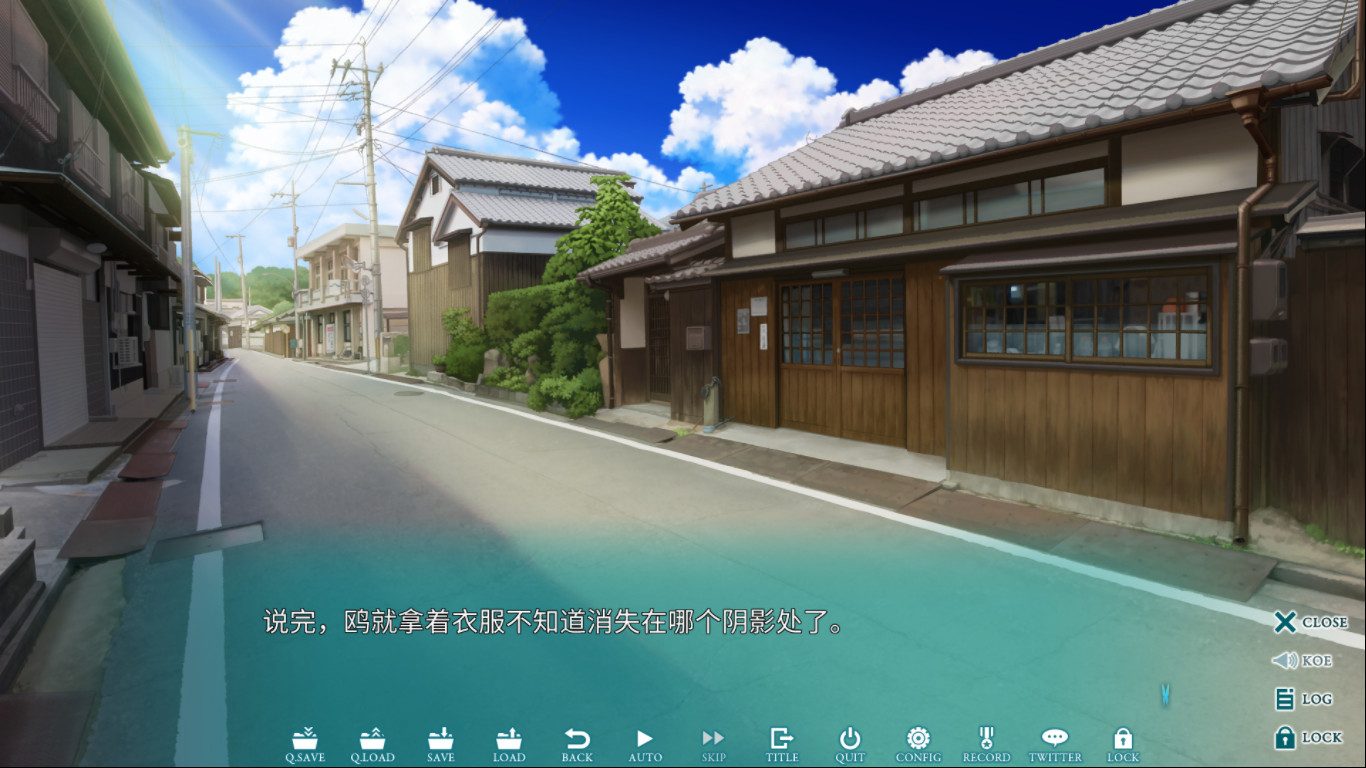 说完，鸥就拿着衣服不知道消失在哪个阴影处了。
CLOSE
KOE
LOG
LOCK
Q.SAVE Q.LOAD SAVE LOAD BACK AUTO SKIP TITLE QUIT CONFIG RECORD TWITTER LOCK